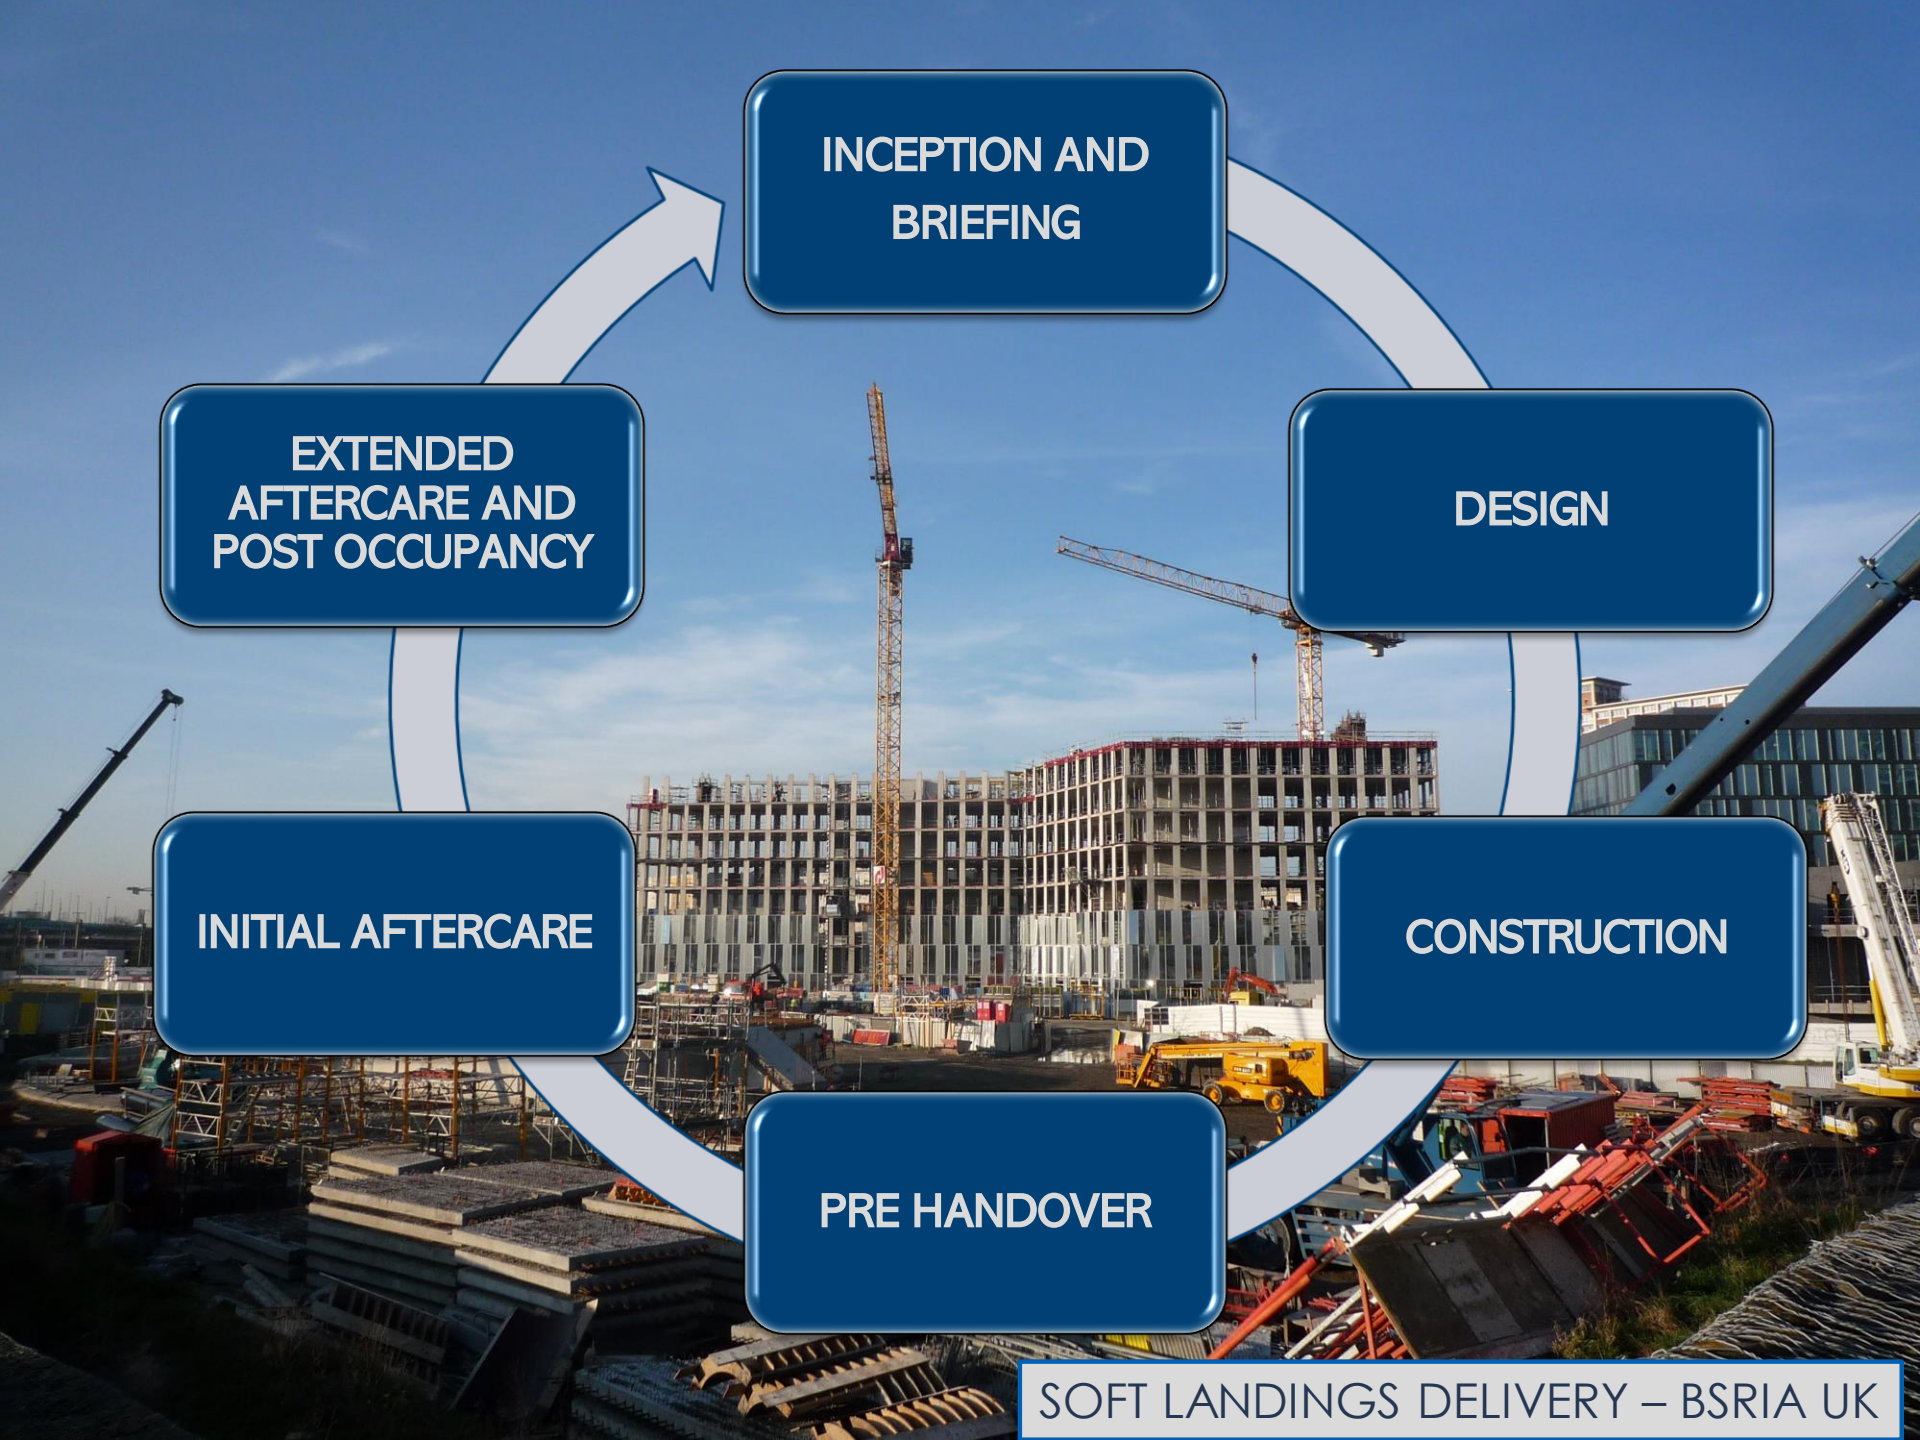 INCEPTION AND
BRIEFING
DESIGN
CONSTRUCTION
PRE HANDOVER
INITIAL AFTERCARE
EXTENDED
AFTERCARE AND
POST OCCUPANCY
SOFT LANDINGS DELIVERY – BSRIA UK